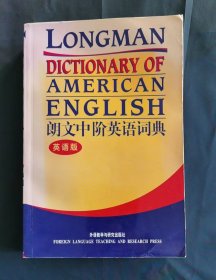 LONGMAN
DICTIONARY OF
AMERICAN
ENGLISH
朗文中阶英语词典
英语版
外语教学与研究出版社
FOREIGN LANGUAGE TEACHING AND RESEARCH PRESS